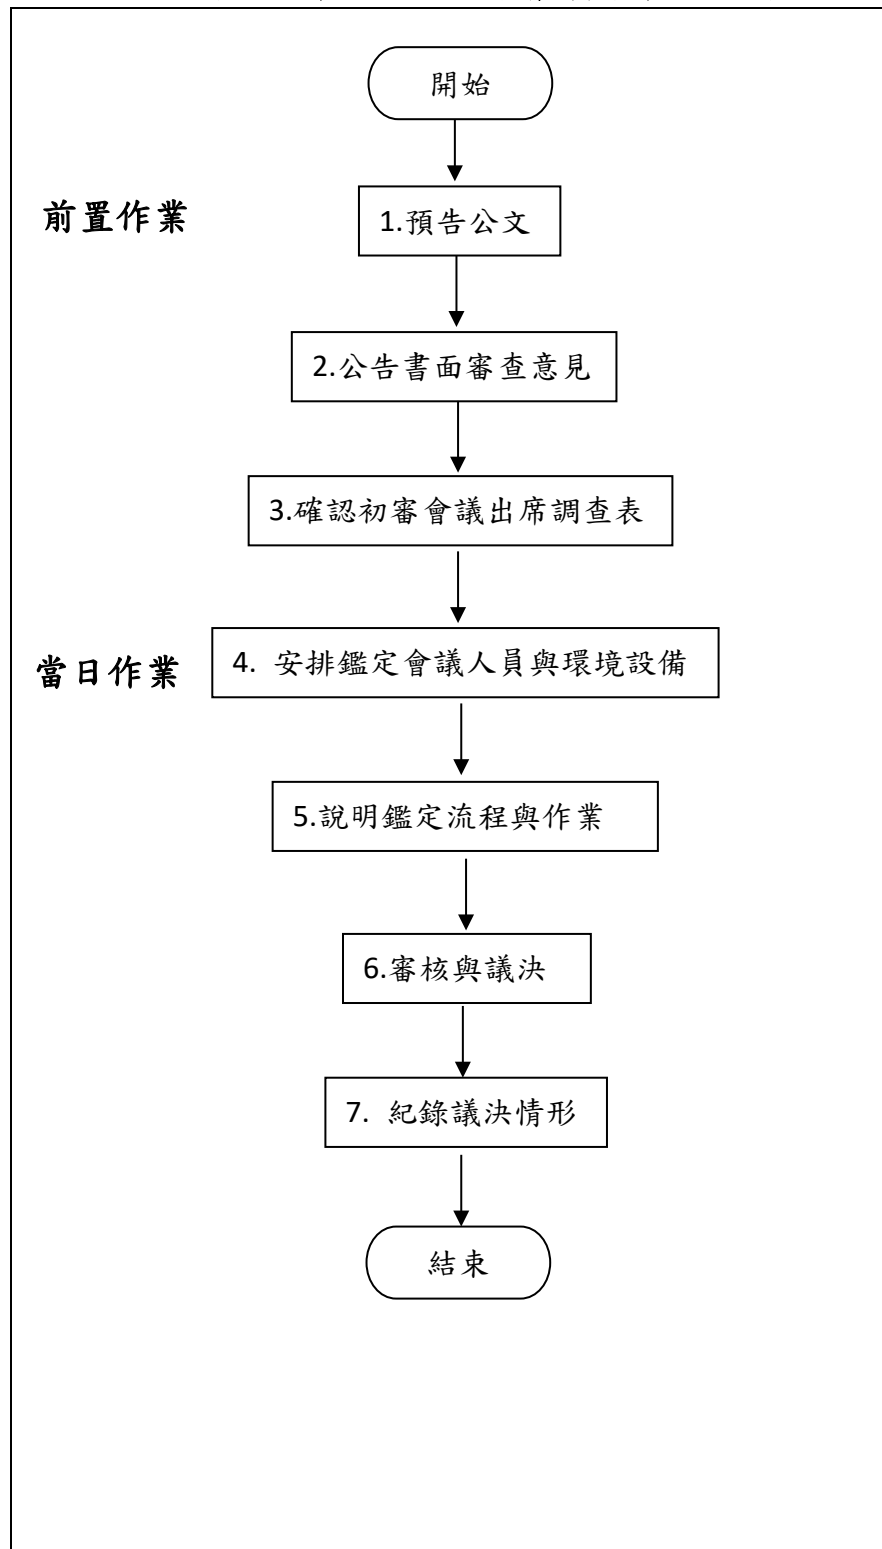 開始
前置作業
1.預告公文
2.公告書面審查意見
3.確認初審會議出席調查表
當日作業
4. 安排鑑定會議人員與環境設備
5.說明鑑定流程與作業
6.審核與議決
7. 紀錄議決情形
結束